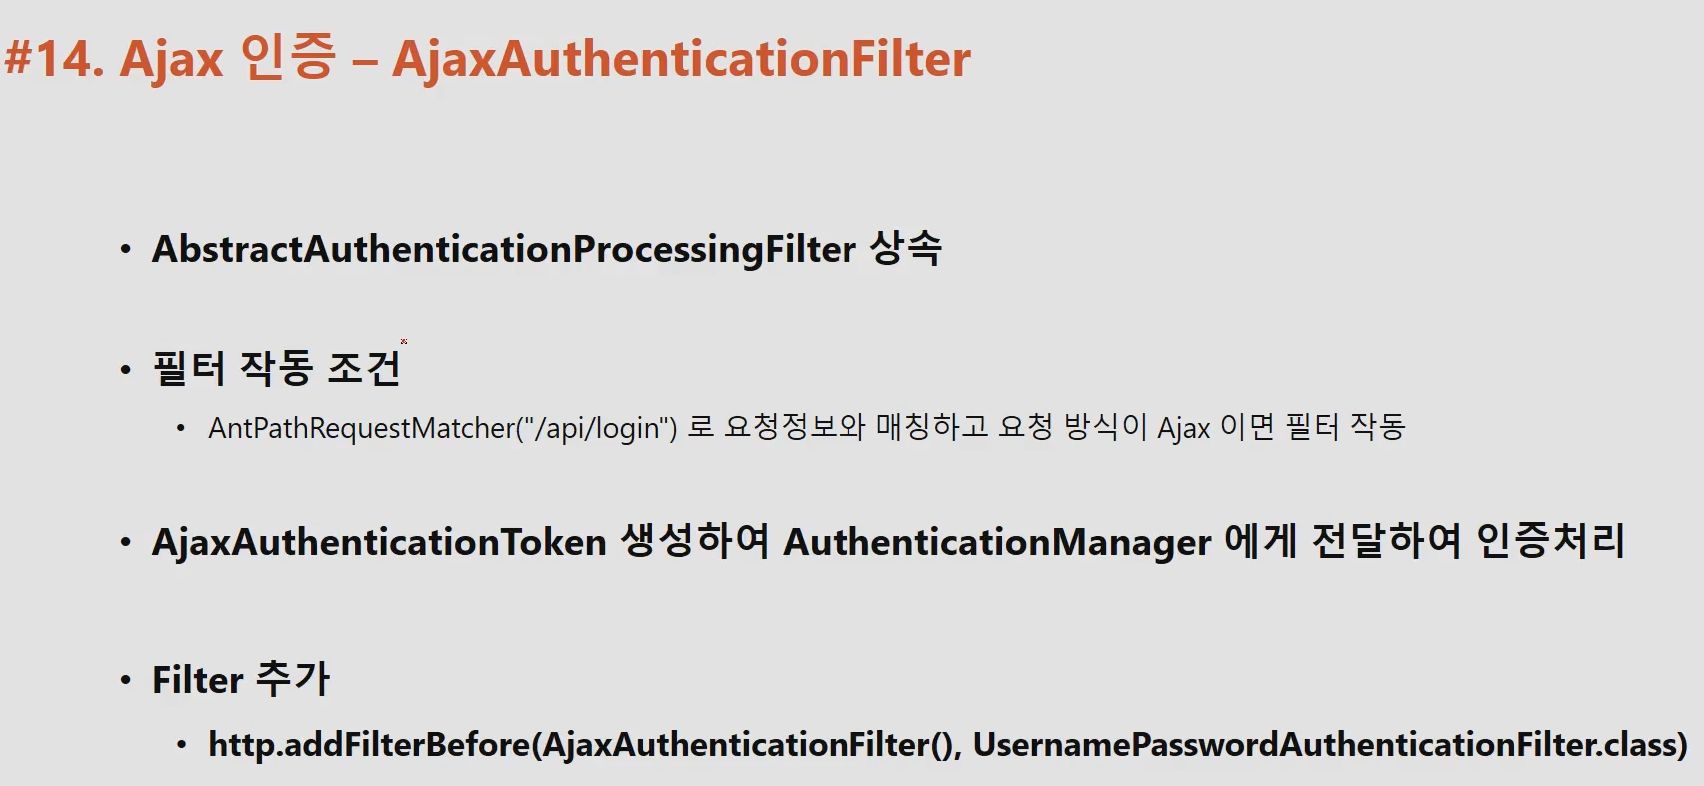 #14. Ajax 인증 – AjaxAuthenticationFilter
• AbstractAuthenticationProcessingFilter 상속
• 필터 작동 조건
• AntPathRequestMatcher("/api/login") 로 요청정보와 매칭하고 요청 방식이 Ajax 이면 필터 작동
• AjaxAuthenticationToken 생성하여 AuthenticationManager 에게 전달하여 인증처리
• Filter 추가
• http.addFilterBefore(AjaxAuthenticationFilter(), UsernamePasswordAuthenticationFilter.class)